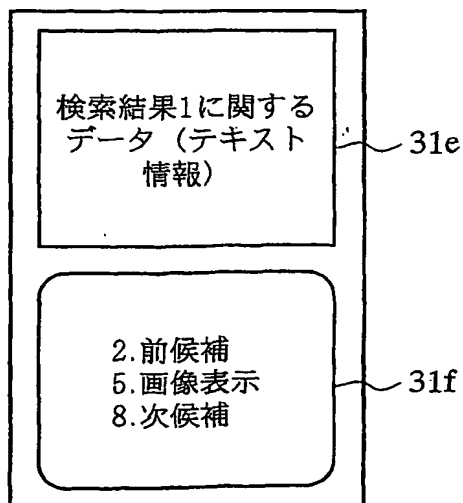 検索結果1に関する
データ（テキスト
情報）
31e
2.前候補
5.画像表示
8.次候補
31f